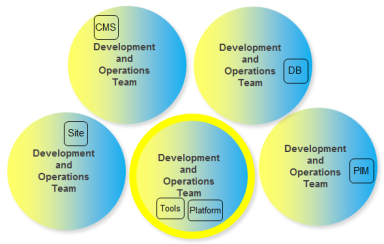 CMS
Development
and
Operations
Team
Development
and
Operations
Team
DB
Site
Development
and
Operations
Team
Development
and
Operations
Team
Tools
Platform
Development
and
Operations
Team
PIM